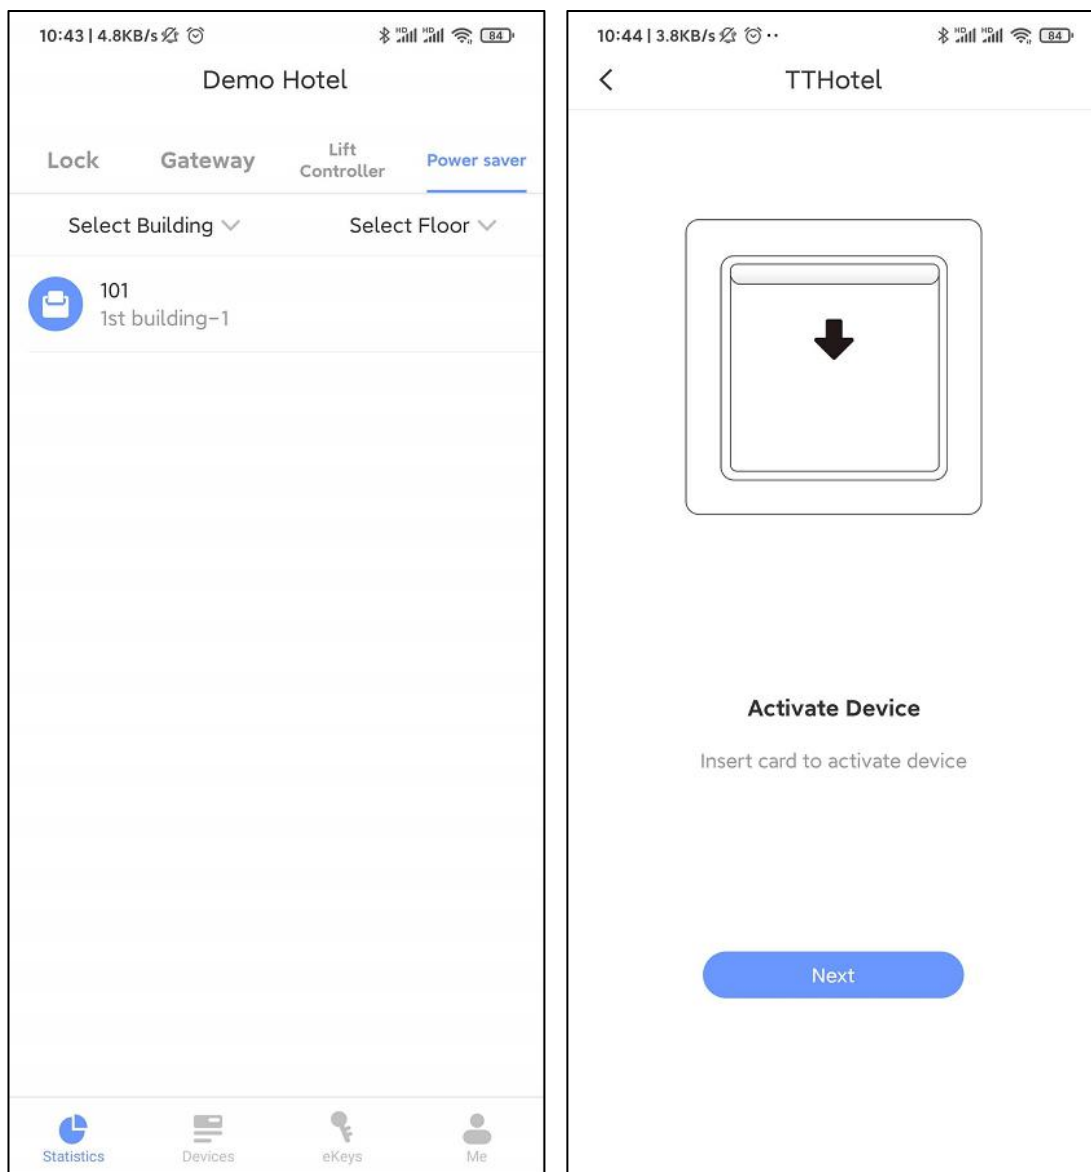 10:43 | 4.8KB/s
84
Demo Hotel
Lock
Gateway
Lift
Controller
Power saver
Select Building
Select Floor
101
1st building-1
Statistics
Devices
eKeys
Me
10:44 | 3.8KB/s ··
84
TTHotel
Activate Device
Insert card to activate device
Next